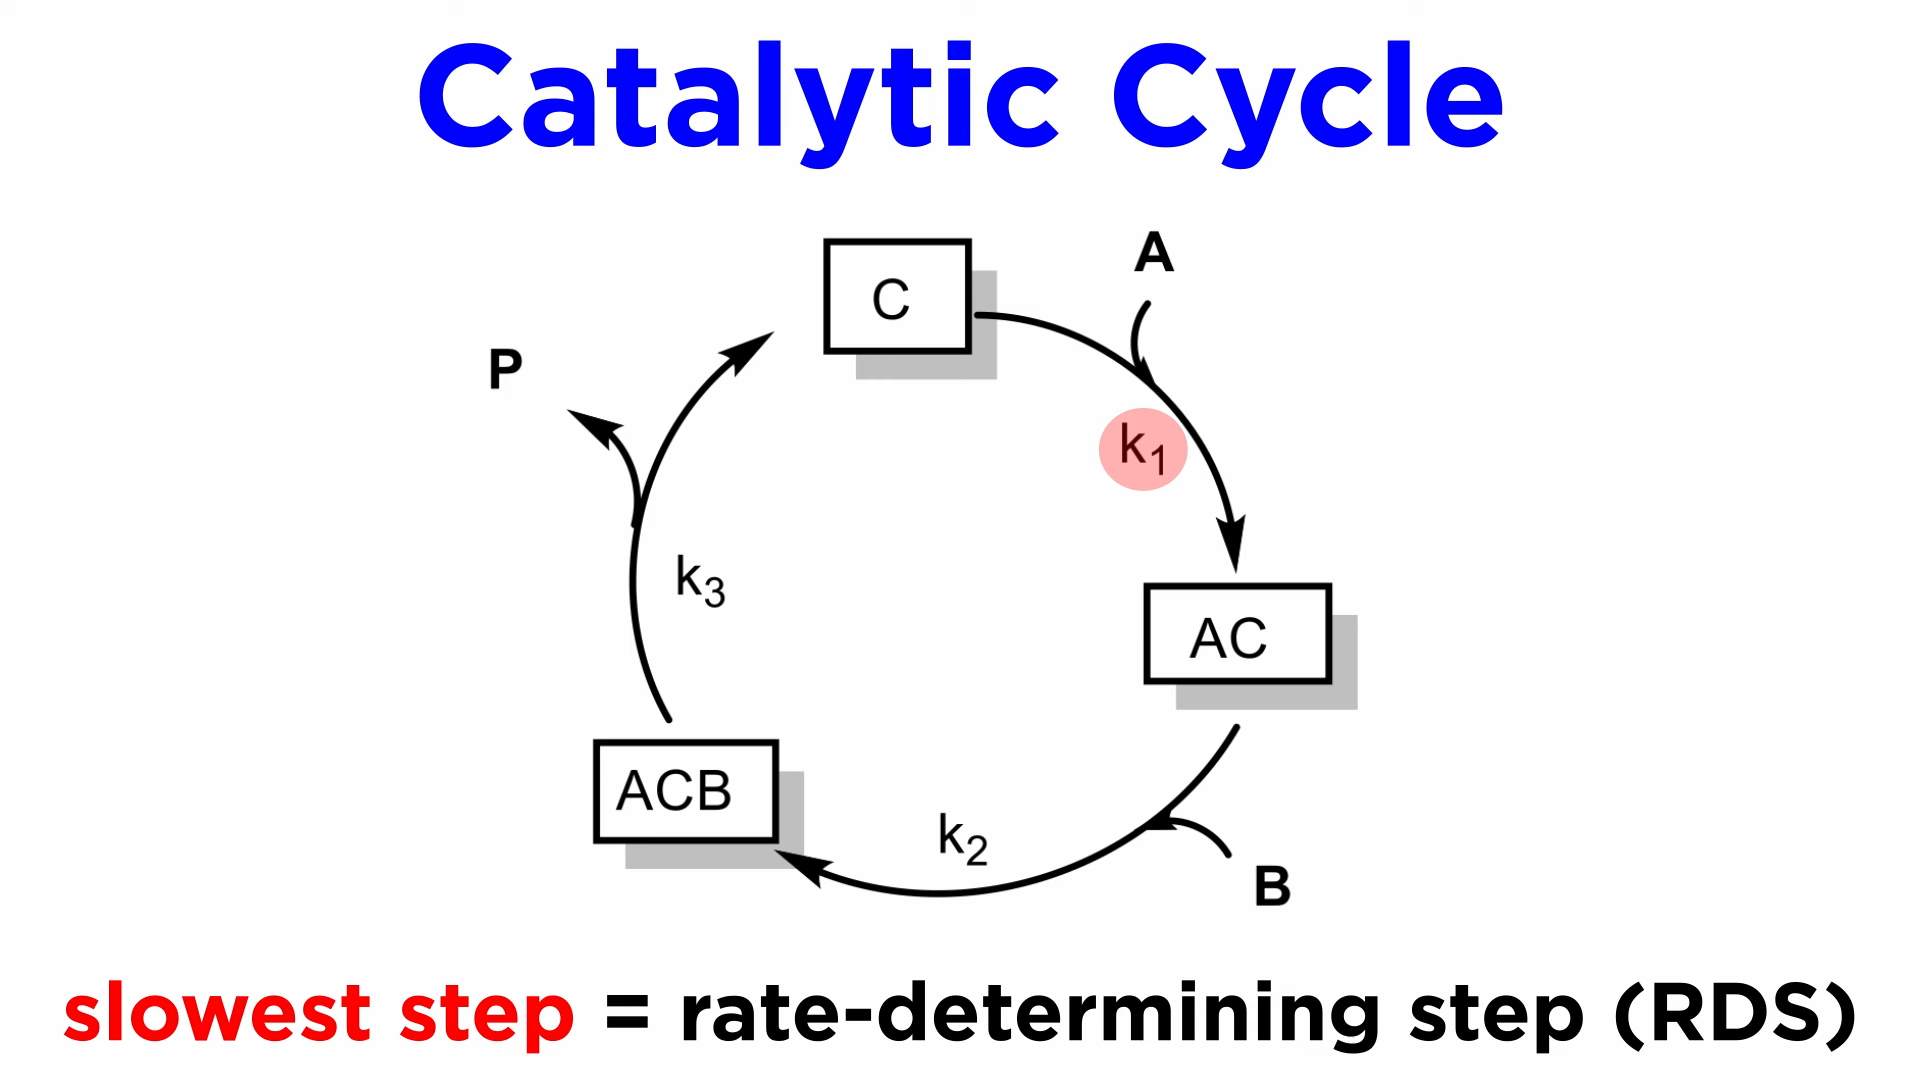 Catalytic Cycle
A
C
P
k₁
k₃
AC
ACB
k₂
B
slowest step = rate-determining step (RDS)